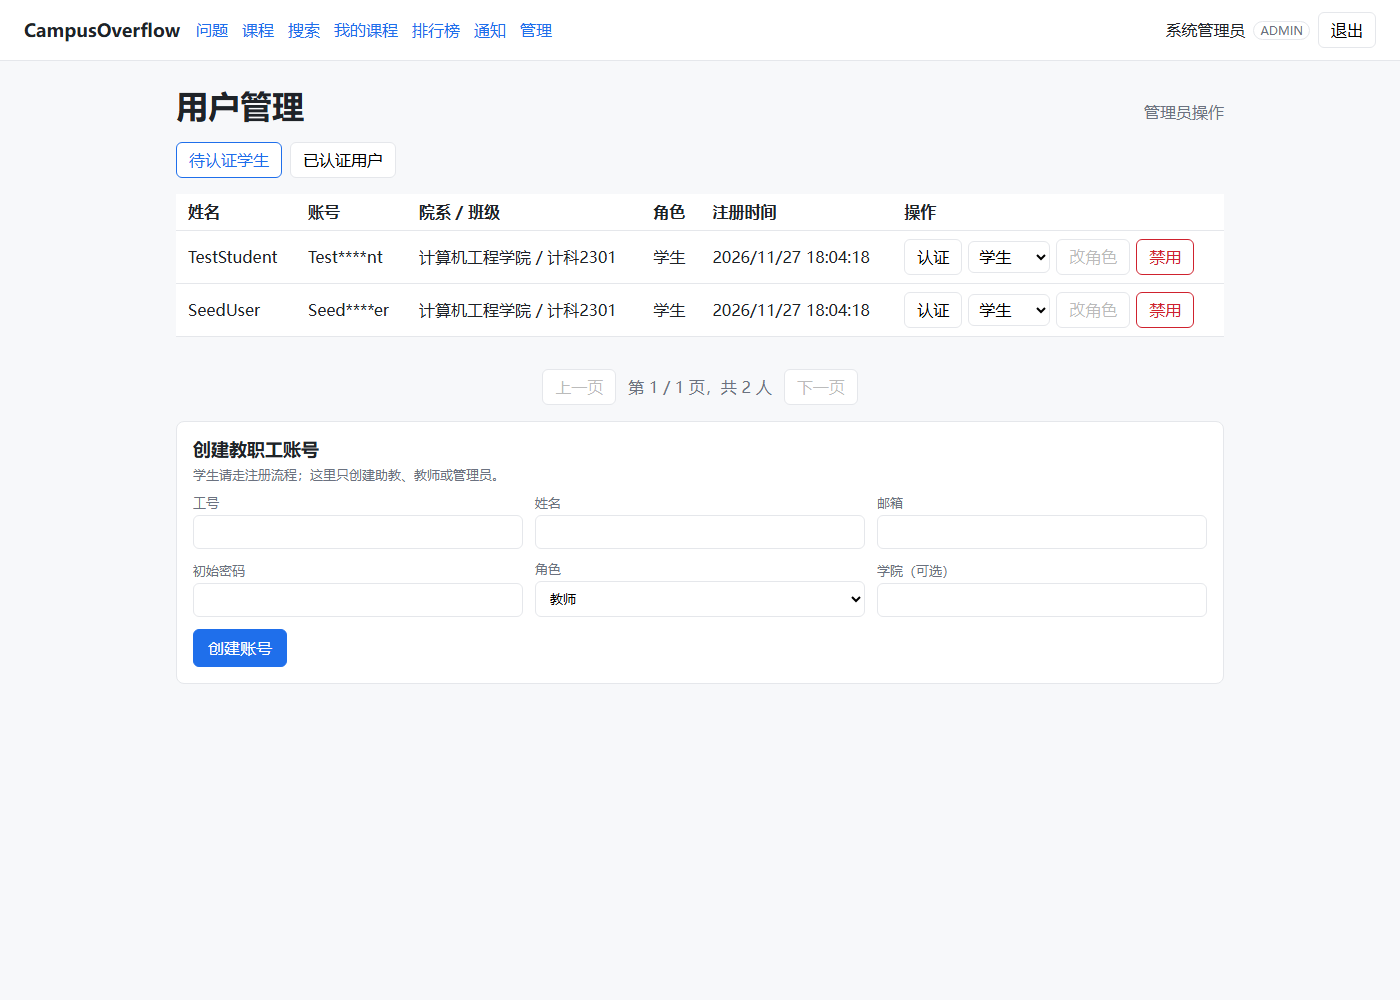 CampusOverflow 问题 课程 搜索 我的课程 排行榜 通知 管理 系统管理员 ADMIN 退出
用户管理 管理员操作
待认证学生 已认证用户
姓名 账号 院系 / 班级 角色 注册时间 操作
TestStudent Test****nt 计算机工程学院 / 计科2301 学生 2026/11/27 18:04:18 认证 学生 改角色 禁用
SeedUser Seed****er 计算机工程学院 / 计科2301 学生 2026/11/27 18:04:18 认证 学生 改角色 禁用
上一页 第 1 / 1 页，共 2 人 下一页
创建教职工账号
学生请走注册流程；这里只创建助教、教师或管理员。
工号 姓名 邮箱
初始密码 角色 学院（可选）
教师
创建账号